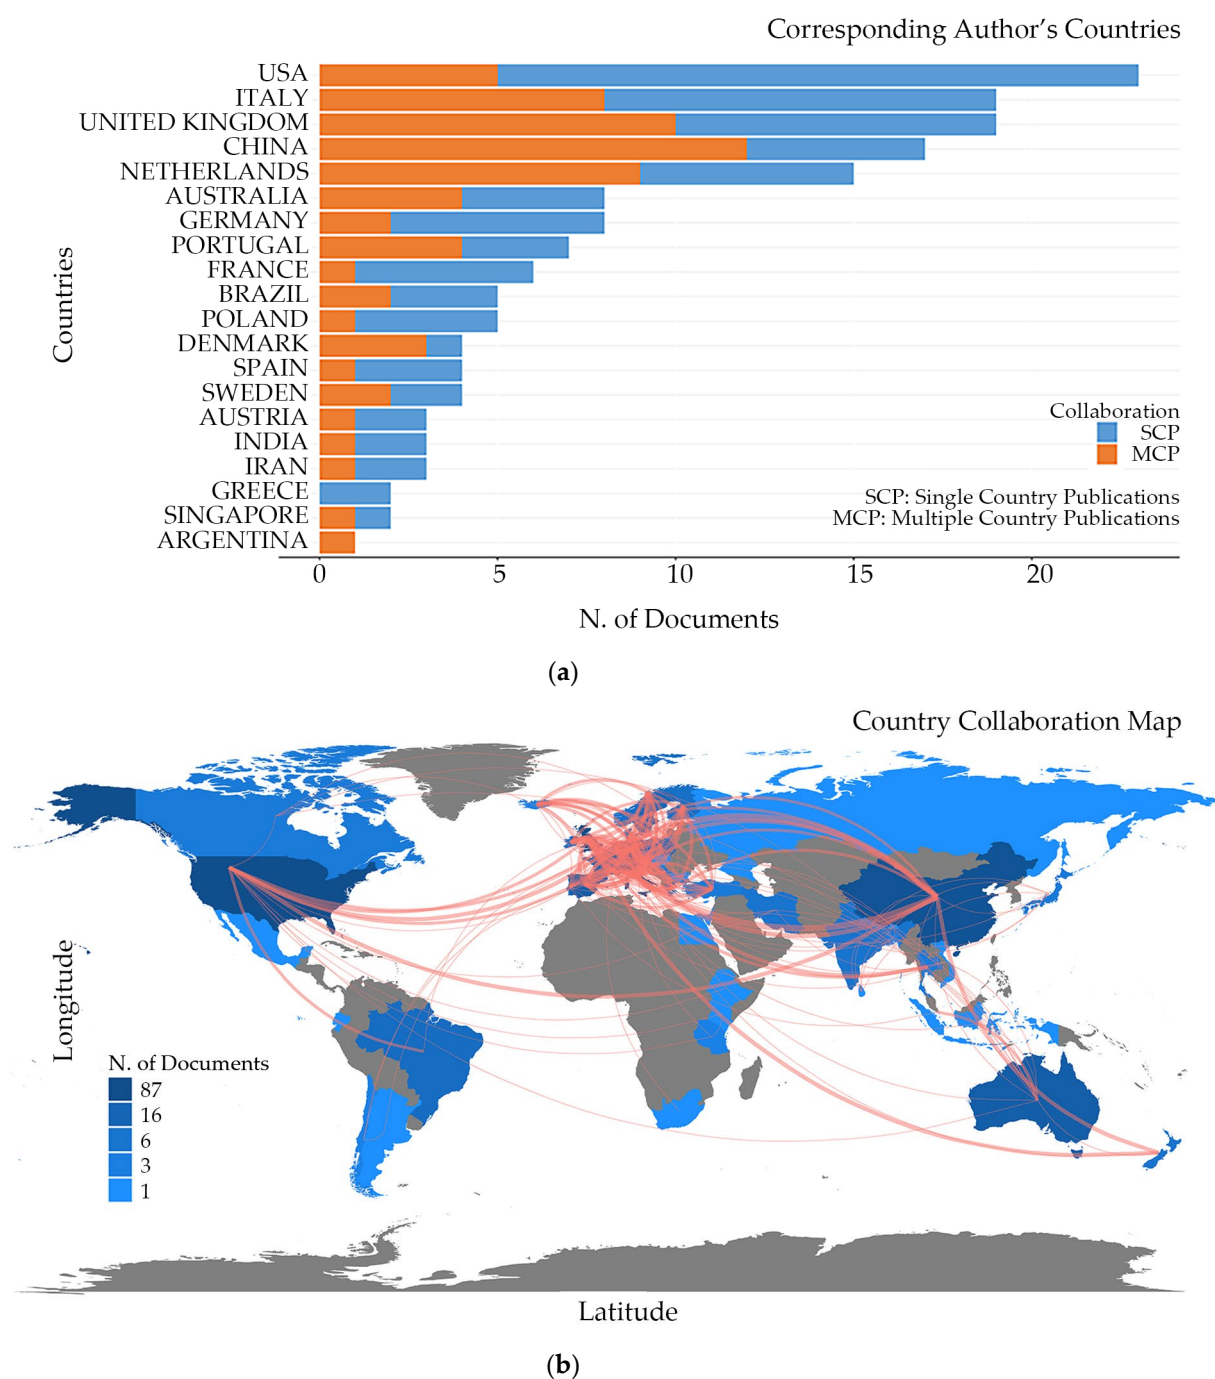 Corresponding Author's Countries
USA
ITALY
UNITED KINGDOM
CHINA
NETHERLANDS
AUSTRALIA
GERMANY
PORTUGAL
FRANCE
BRAZIL
POLAND
DENMARK
SPAIN
SWEDEN
AUSTRIA
INDIA
IRAN
GREECE
SINGAPORE
ARGENTINA
Countries
Collaboration
SCP
MCP
SCP: Single Country Publications
MCP: Multiple Country Publications
0 5 10 15 20
N. of Documents
(a)
Country Collaboration Map
Longitude
N. of Documents
87
16
6
3
1
Latitude
(b)